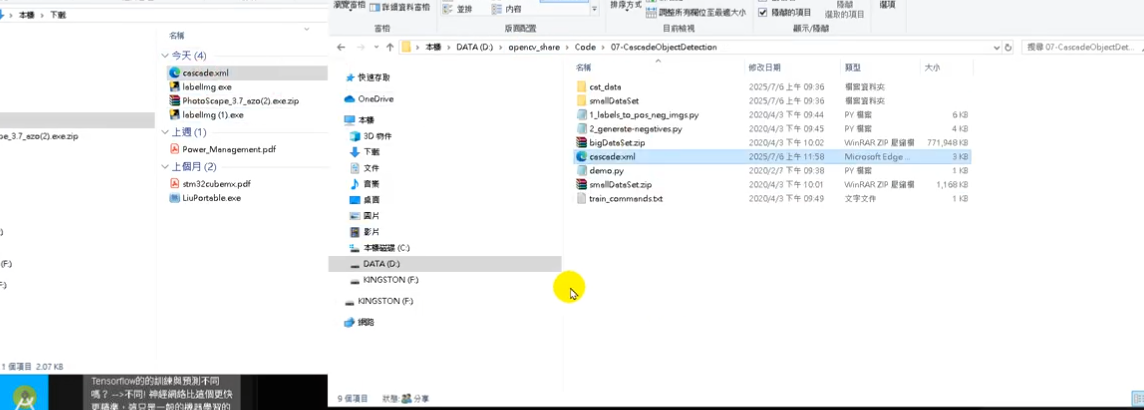 本機 › 下載
名稱
今天 (4)
cascade.xml
labelImg.exe
PhotoScape_3.7_azo(2).exe.zip
labelImg (1).exe
上週 (1)
Power_Management.pdf
上個月 (2)
stm32cubemx.pdf
LiuPortable.exe
pe_3.7_azo(2).exe.zip
(F:)
(F:)
1 個項目 2.07 KB
Tensorflow的的訓練與預測不同
嗎？-->不同! 神經網絡比這個更快
更精準，這只是一般的機器學習的
瀏覽窗格 詳細資料窗格
並排 內容
排序方式
調整所有欄位至最適大小
隱藏的項目
隱藏
選取的項目
選項
窗格
版面配置
目前檢視
顯示/隱藏
本機 › DATA (D:) › opencv_share › Code › 07-CascadeObjectDetection
搜尋 07-CascadeObjectDet...
快速存取
OneDrive
本機
3D 物件
下載
文件
音樂
桌面
圖片
影片
本機磁碟 (C:)
DATA (D:)
KINGSTON (F:)
KINGSTON (F:)
網路
名稱 修改日期 類型 大小
cat_data 2025/7/6 上午 09:36 檔案資料夾
smallDataSet 2025/7/6 上午 09:36 檔案資料夾
1_labels_to_pos_neg_imgs.py 2020/4/3 下午 09:44 PY 檔案 6 KB
2_generate-negatives.py 2020/4/3 下午 09:45 PY 檔案 4 KB
bigDataSet.zip 2020/4/3 下午 10:02 WinRAR ZIP 壓縮檔 771,948 KB
cascade.xml 2025/7/6 上午 11:58 Microsoft Edge ... 3 KB
demo.py 2020/2/7 下午 09:38 PY 檔案 1 KB
smallDataSet.zip 2020/4/3 下午 10:01 WinRAR ZIP 壓縮檔 1,168 KB
train_commands.txt 2020/4/3 下午 09:49 文字文件 1 KB
9 個項目 狀態: 分享